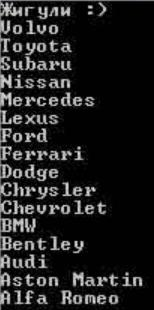 Жигули :)
Volvo
Toyota
Subaru
Nissan
Mercedes
Lexus
Ford
Ferrari
Dodge
Chrysler
Chevrolet
BMW
Bentley
Audi
Aston Martin
Alfa Romeo